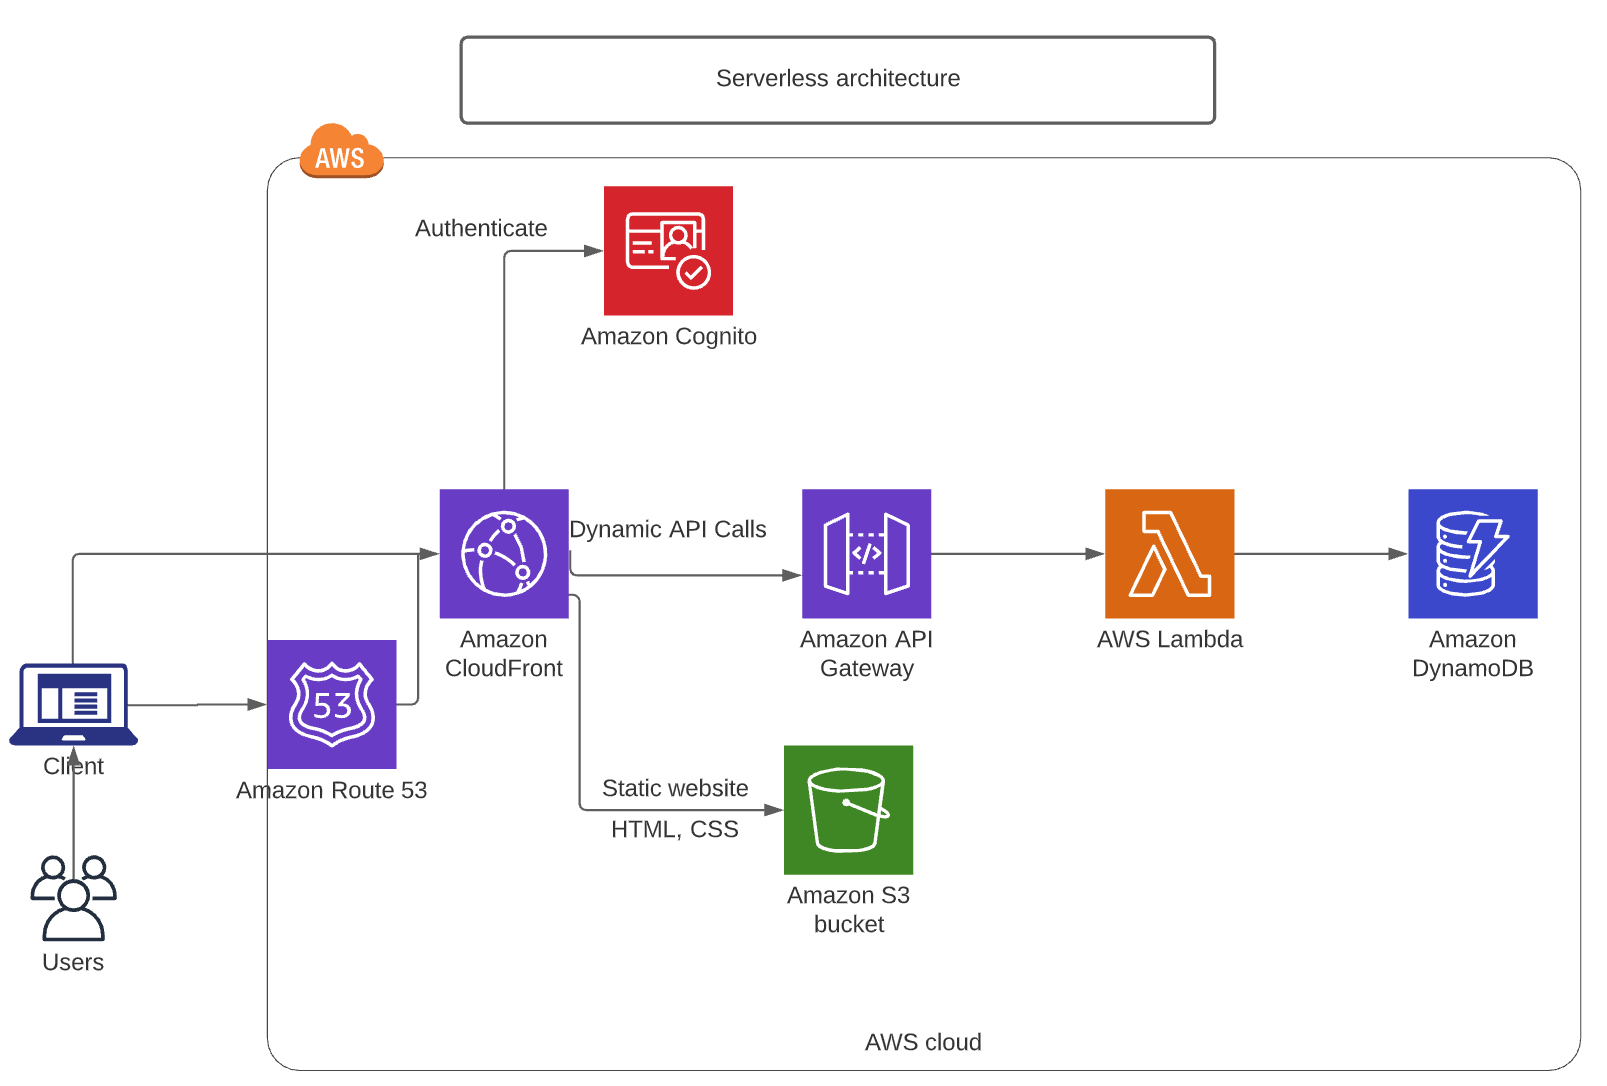 Serverless architecture
AWS
Authenticate
Amazon Cognito
Dynamic API Calls
Amazon
CloudFront
Amazon API
Gateway
AWS Lambda
Amazon
DynamoDB
53
Client
Amazon Route 53
Static website
HTML, CSS
Amazon S3
bucket
Users
AWS cloud